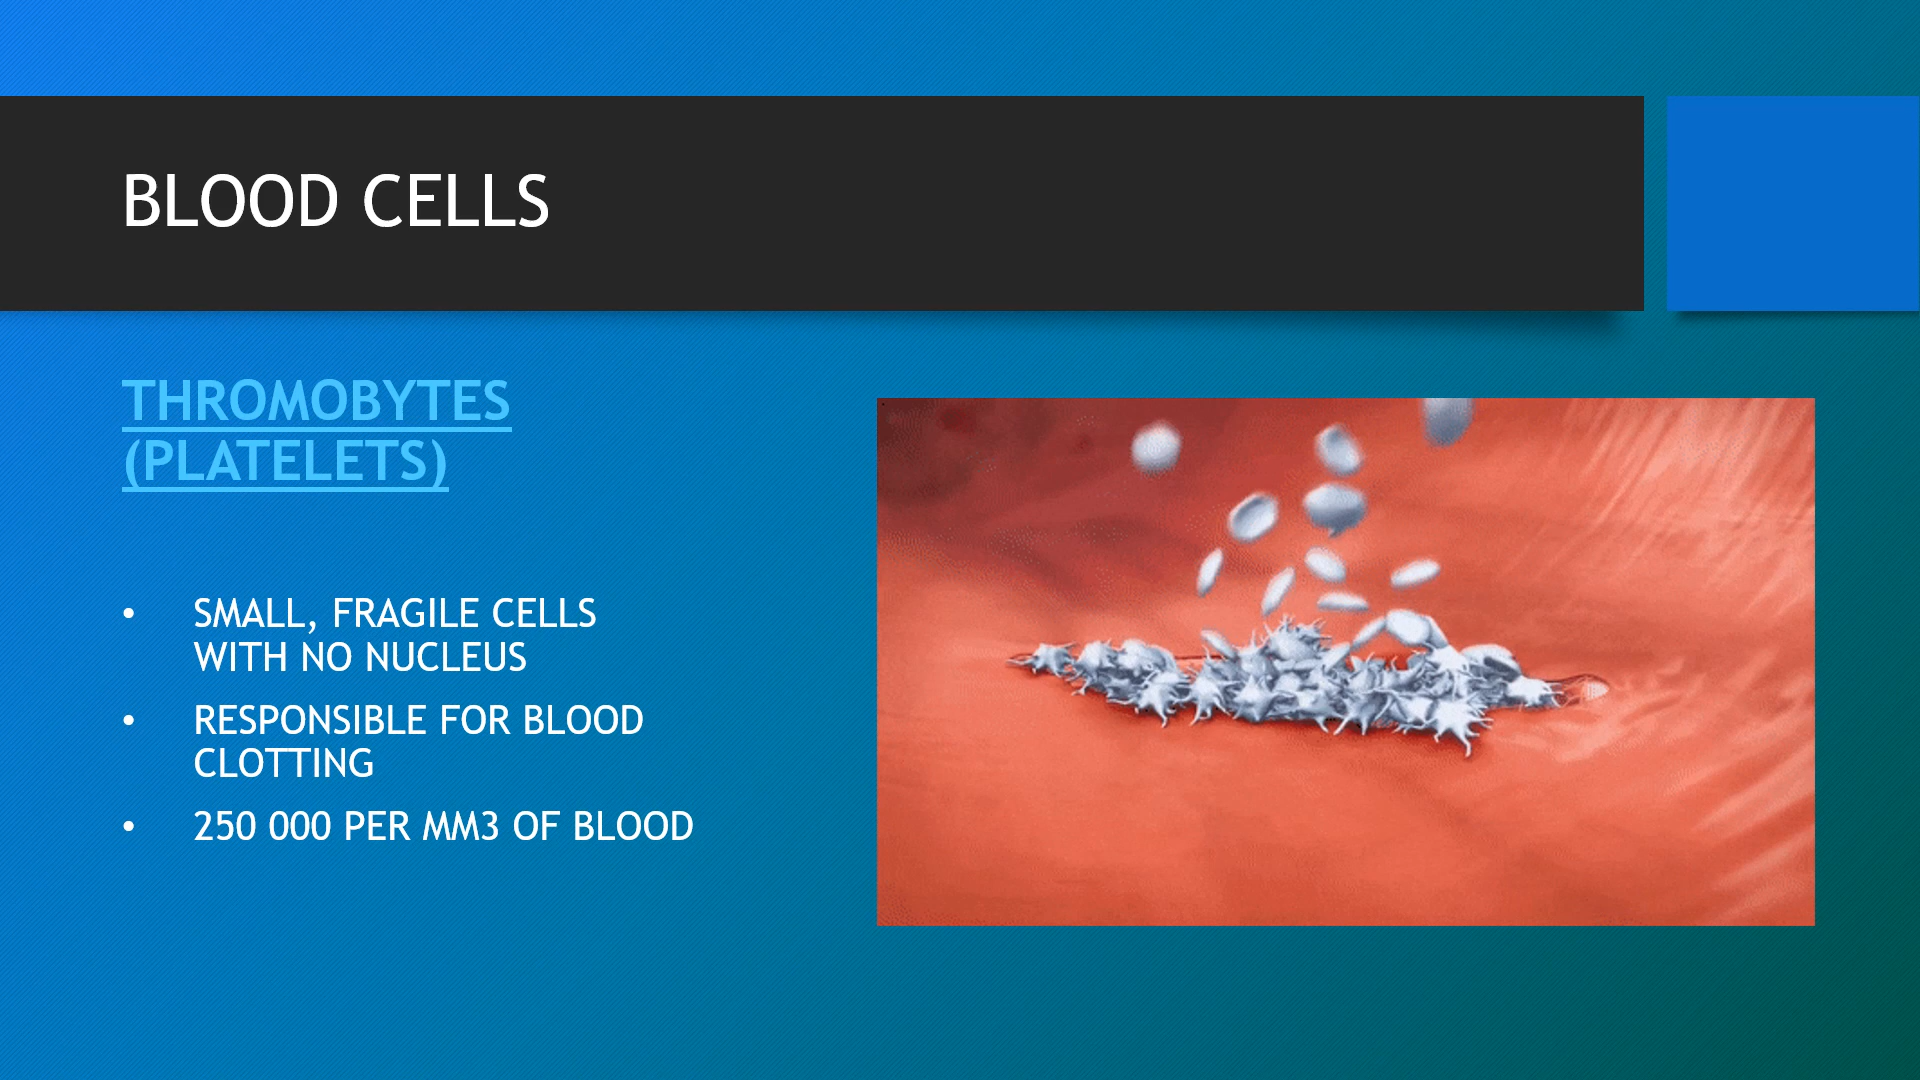 BLOOD CELLS
THROMOBYTES
(PLATELETS)
• SMALL, FRAGILE CELLS
WITH NO NUCLEUS
• RESPONSIBLE FOR BLOOD
CLOTTING
• 250 000 PER MM3 OF BLOOD